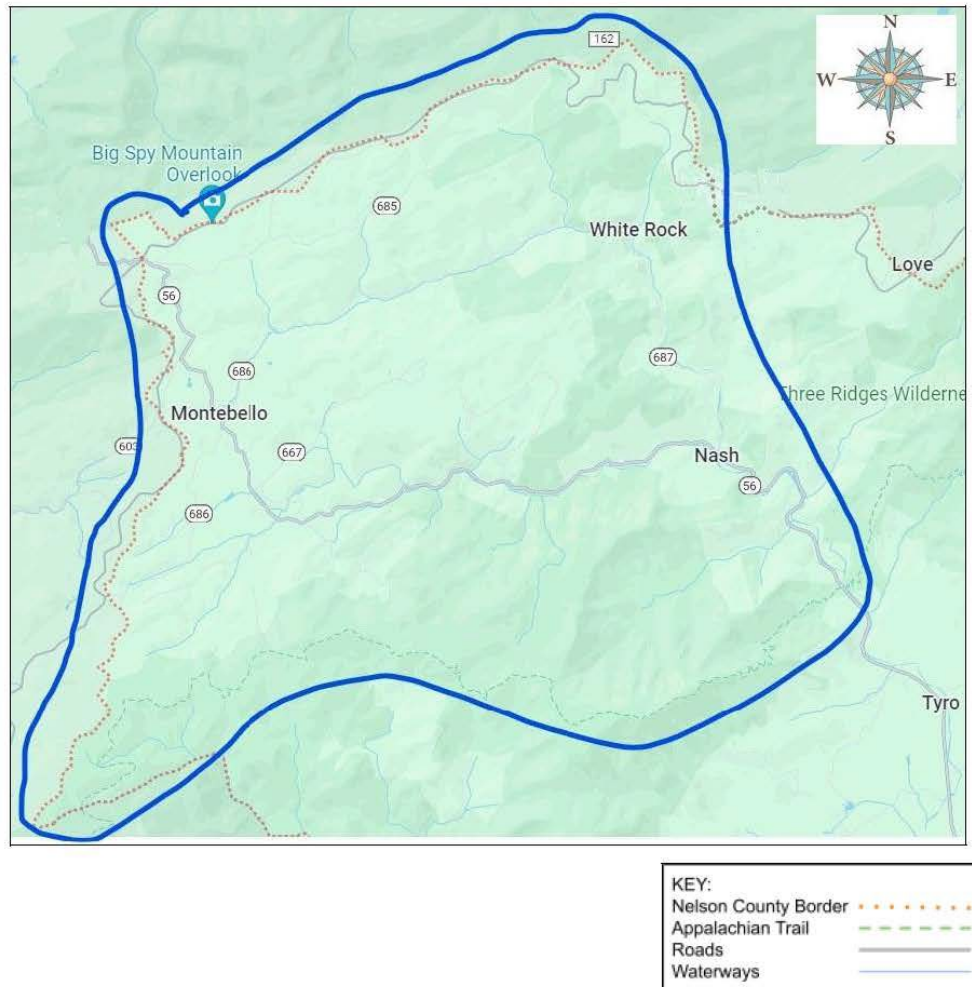 N
162
W
E
S
Big Spy Mountain
Overlook
685
White Rock
Love
56
687
686
Three Ridges Wilderne
Montebello
603
667
Nash
56
686
Tyro
KEY:
Nelson County Border
Appalachian Trail
Roads
Waterways